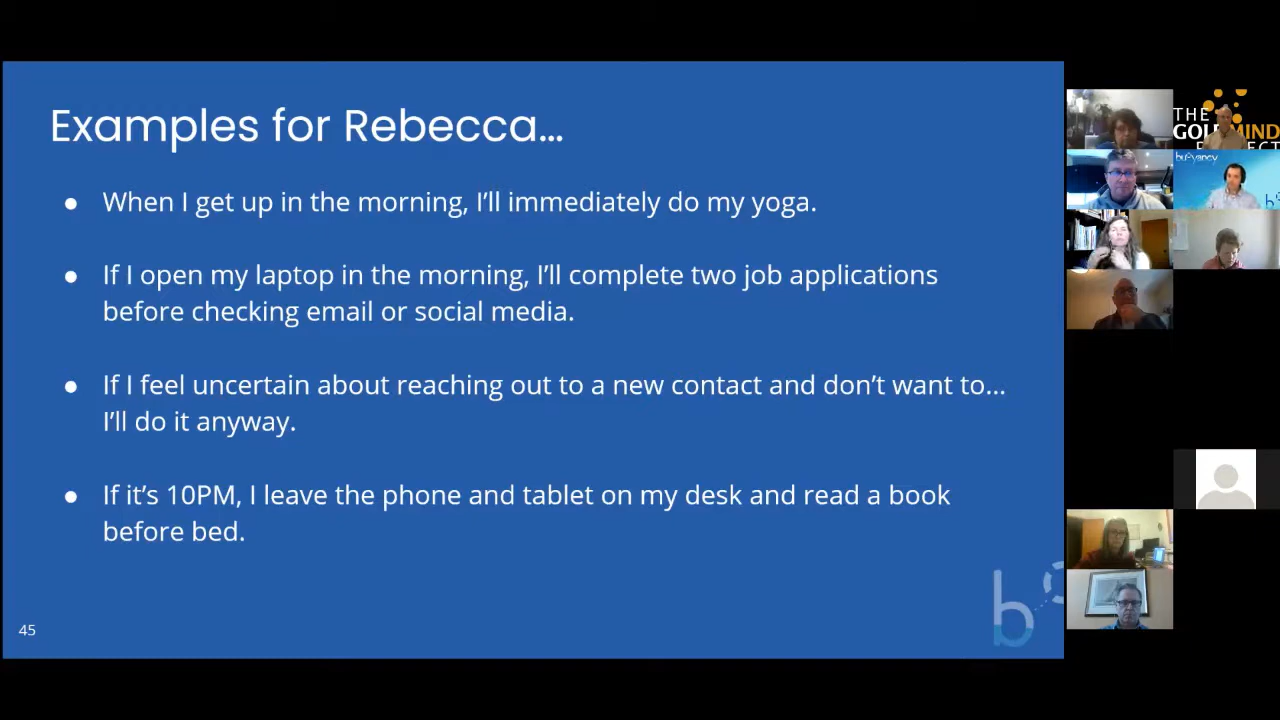 Examples for Rebecca…
● When I get up in the morning, I’ll immediately do my yoga.
● If I open my laptop in the morning, I’ll complete two job applications
before checking email or social media.
● If I feel uncertain about reaching out to a new contact and don’t want to…
I’ll do it anyway.
● If it’s 10PM, I leave the phone and tablet on my desk and read a book
before bed.
45
b
THE